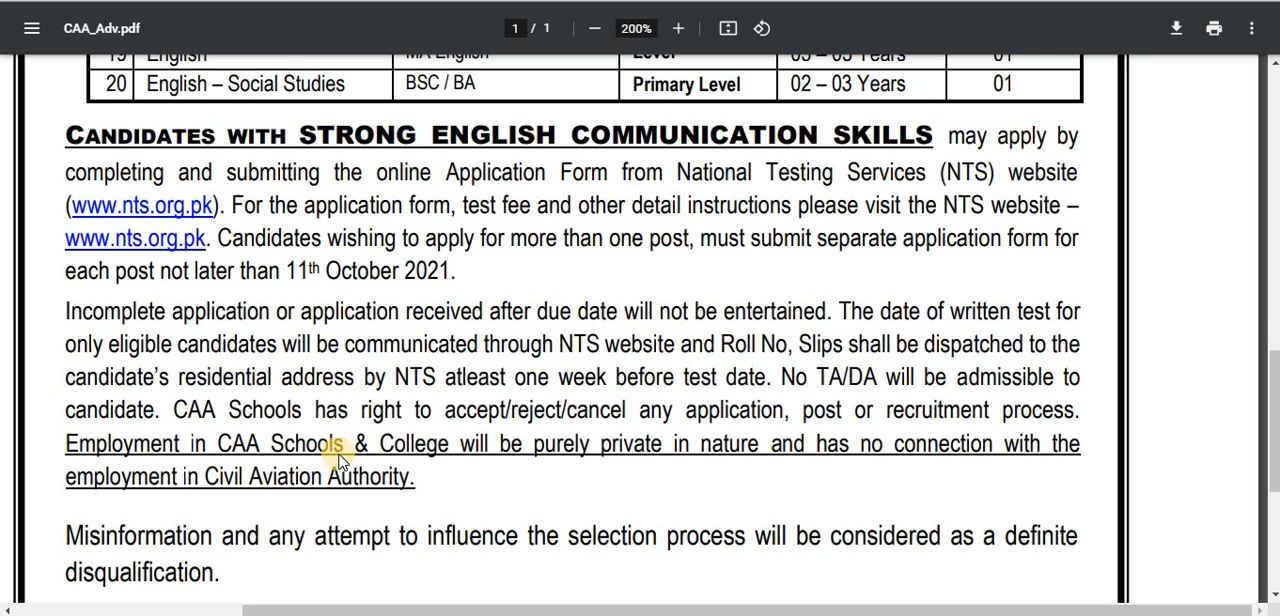 CAA_Adv.pdf
1 / 1
200%
19 English MA English Level 03 – 03 Years 01
20 English – Social Studies BSC / BA Primary Level 02 – 03 Years 01
CANDIDATES WITH STRONG ENGLISH COMMUNICATION SKILLS may apply by
completing and submitting the online Application Form from National Testing Services (NTS) website
(www.nts.org.pk). For the application form, test fee and other detail instructions please visit the NTS website –
www.nts.org.pk. Candidates wishing to apply for more than one post, must submit separate application form for
each post not later than 11th October 2021.
Incomplete application or application received after due date will not be entertained. The date of written test for
only eligible candidates will be communicated through NTS website and Roll No, Slips shall be dispatched to the
candidate's residential address by NTS atleast one week before test date. No TA/DA will be admissible to
candidate. CAA Schools has right to accept/reject/cancel any application, post or recruitment process.
Employment in CAA Schools & College will be purely private in nature and has no connection with the
employment in Civil Aviation Authority.
Misinformation and any attempt to influence the selection process will be considered as a definite
disqualification.